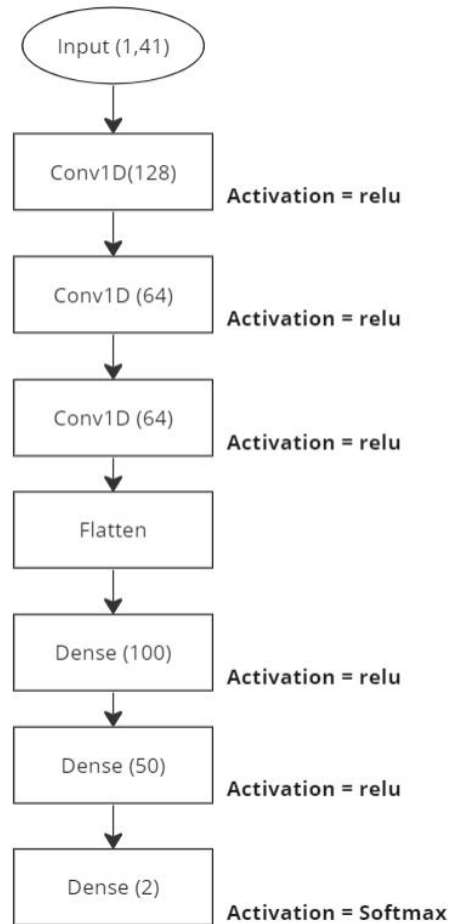 Input (1,41)
Conv1D(128)
Activation = relu
Conv1D (64)
Activation = relu
Conv1D (64)
Activation = relu
Flatten
Dense (100)
Activation = relu
Dense (50)
Activation = relu
Dense (2)
Activation = Softmax